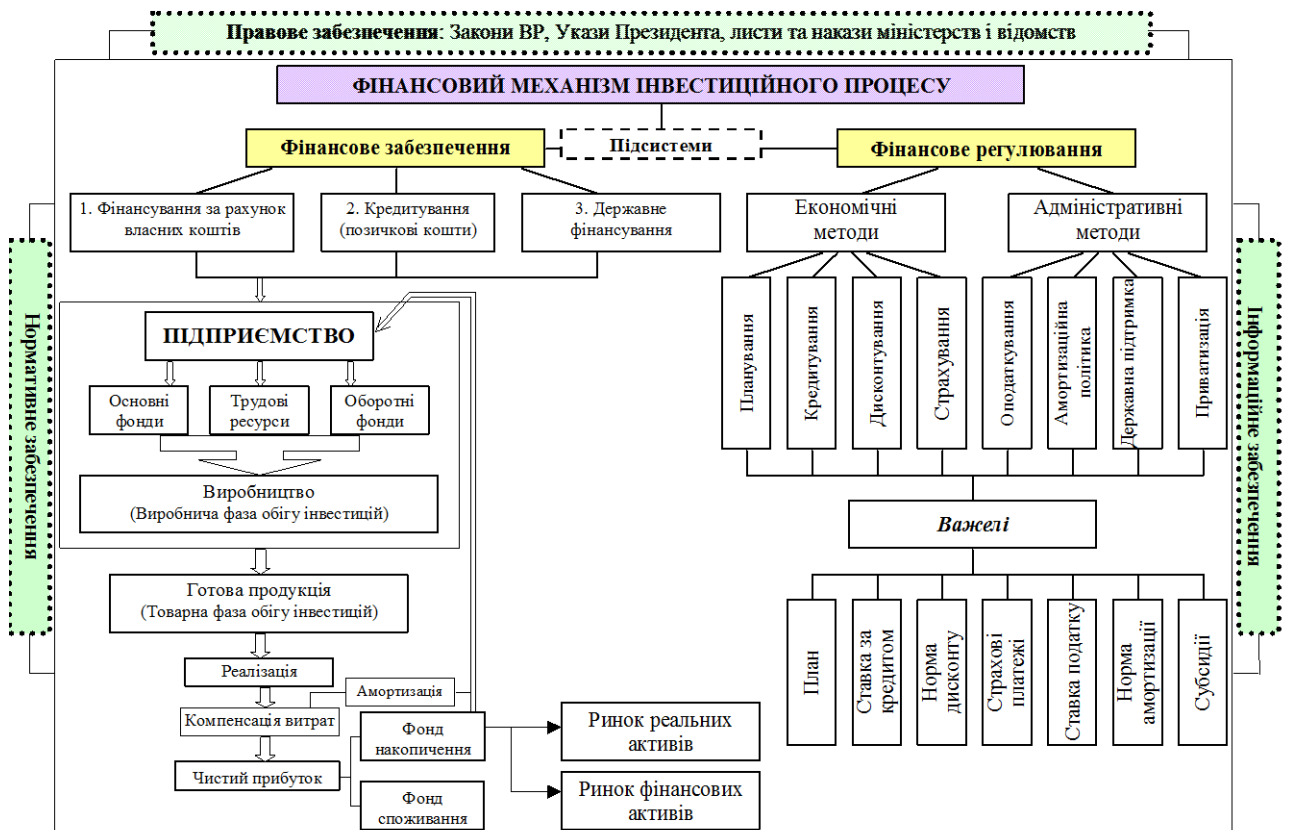 Правове забезпечення: Закони ВР, Укази Президента, листи та накази міністерств і відомств
ФІНАНСОВИЙ МЕХАНІЗМ ІНВЕСТИЦІЙНОГО ПРОЦЕСУ
Підсистеми
Фінансове забезпечення
Фінансове регулювання
1. Фінансування за рахунок
власних коштів
2. Кредитування
(позичкові кошти)
3. Державне
фінансування
Економічні
методи
Адміністративні
методи
Нормативне забезпечення
Інформаційне забезпечення
ПІДПРИЄМСТВО
Основні
фонди
Трудові
ресурси
Оборотні
фонди
Виробництво
(Виробнича фаза обігу інвестицій)
Готова продукція
(Товарна фаза обігу інвестицій)
Реалізація
Амортизація
Компенсація витрат
Чистий прибуток
Фонд
накопичення
Фонд
споживання
Ринок реальних
активів
Ринок фінансових
активів
Планування
Кредитування
Дисконтування
Страхування
Оподаткування
Амортизаційна
політика
Державна підтримка
Приватизація
Важелі
План
Ставка за
кредитом
Норма
дисконту
Страхові
платежі
Ставка податку
Норма
амортизації
Субсидії